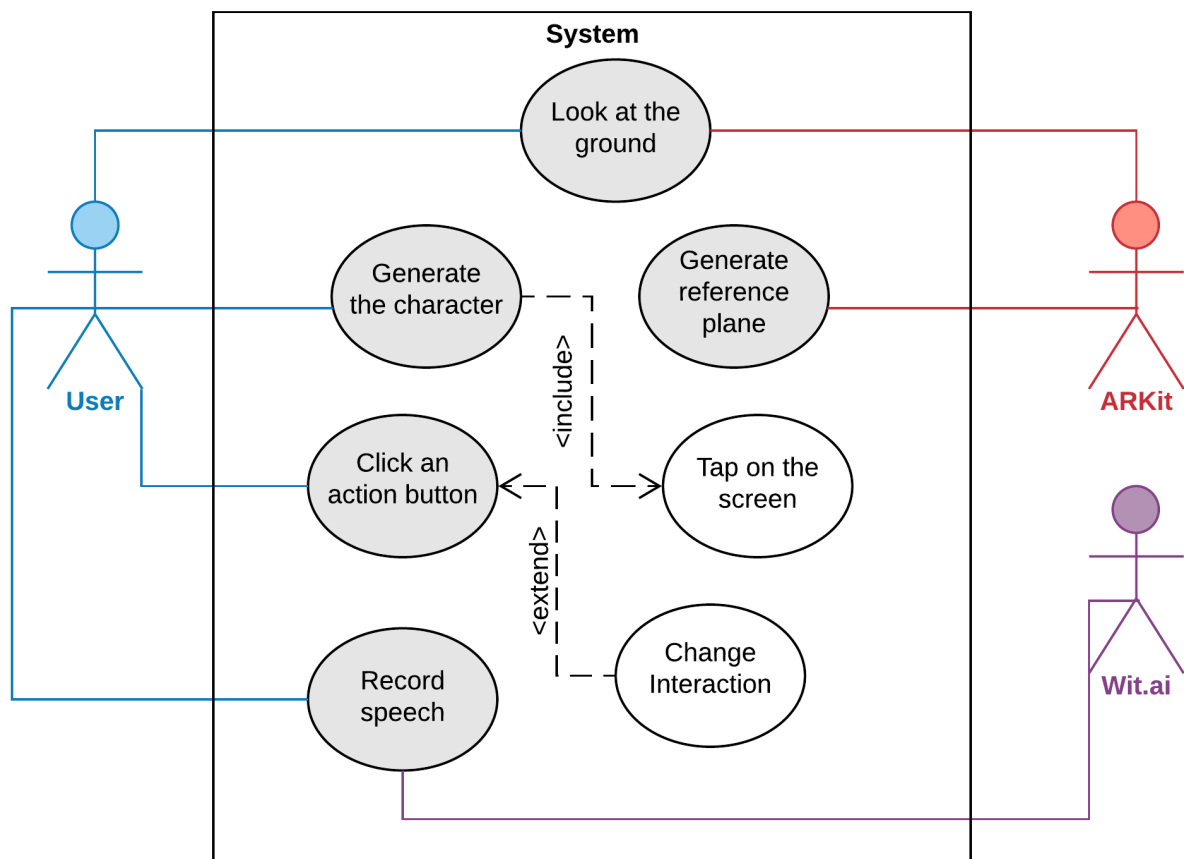 System
Look at the
ground
Generate
the character
Generate
reference
plane
<include>
User
ARKit
Click an
action button
Tap on the
screen
<extend>
Record
speech
Change
Interaction
Wit.ai